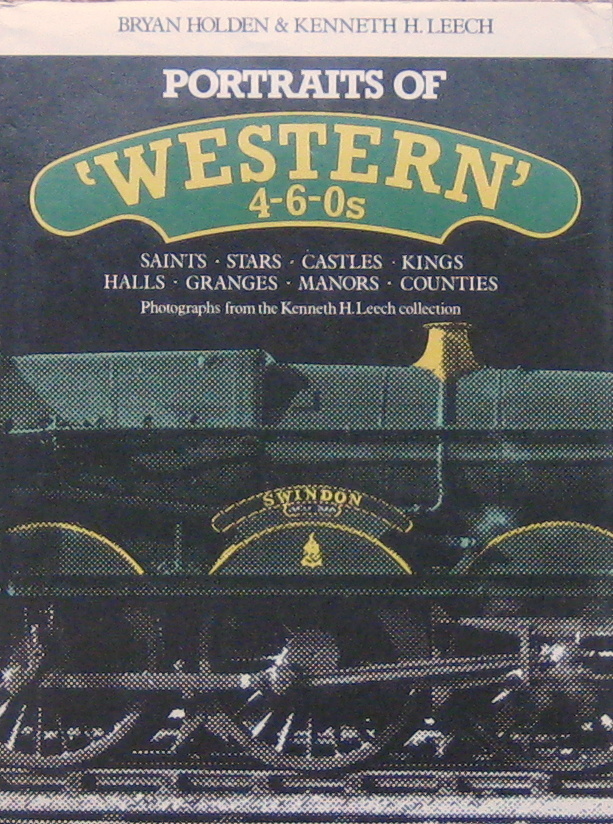 BRYAN HOLDEN & KENNETH H. LEECH
PORTRAITS OF
'WESTERN'
4-6-0s
SAINTS · STARS · CASTLES · KINGS
HALLS · GRANGES · MANORS · COUNTIES
Photographs from the Kenneth H. Leech collection
SWINDON